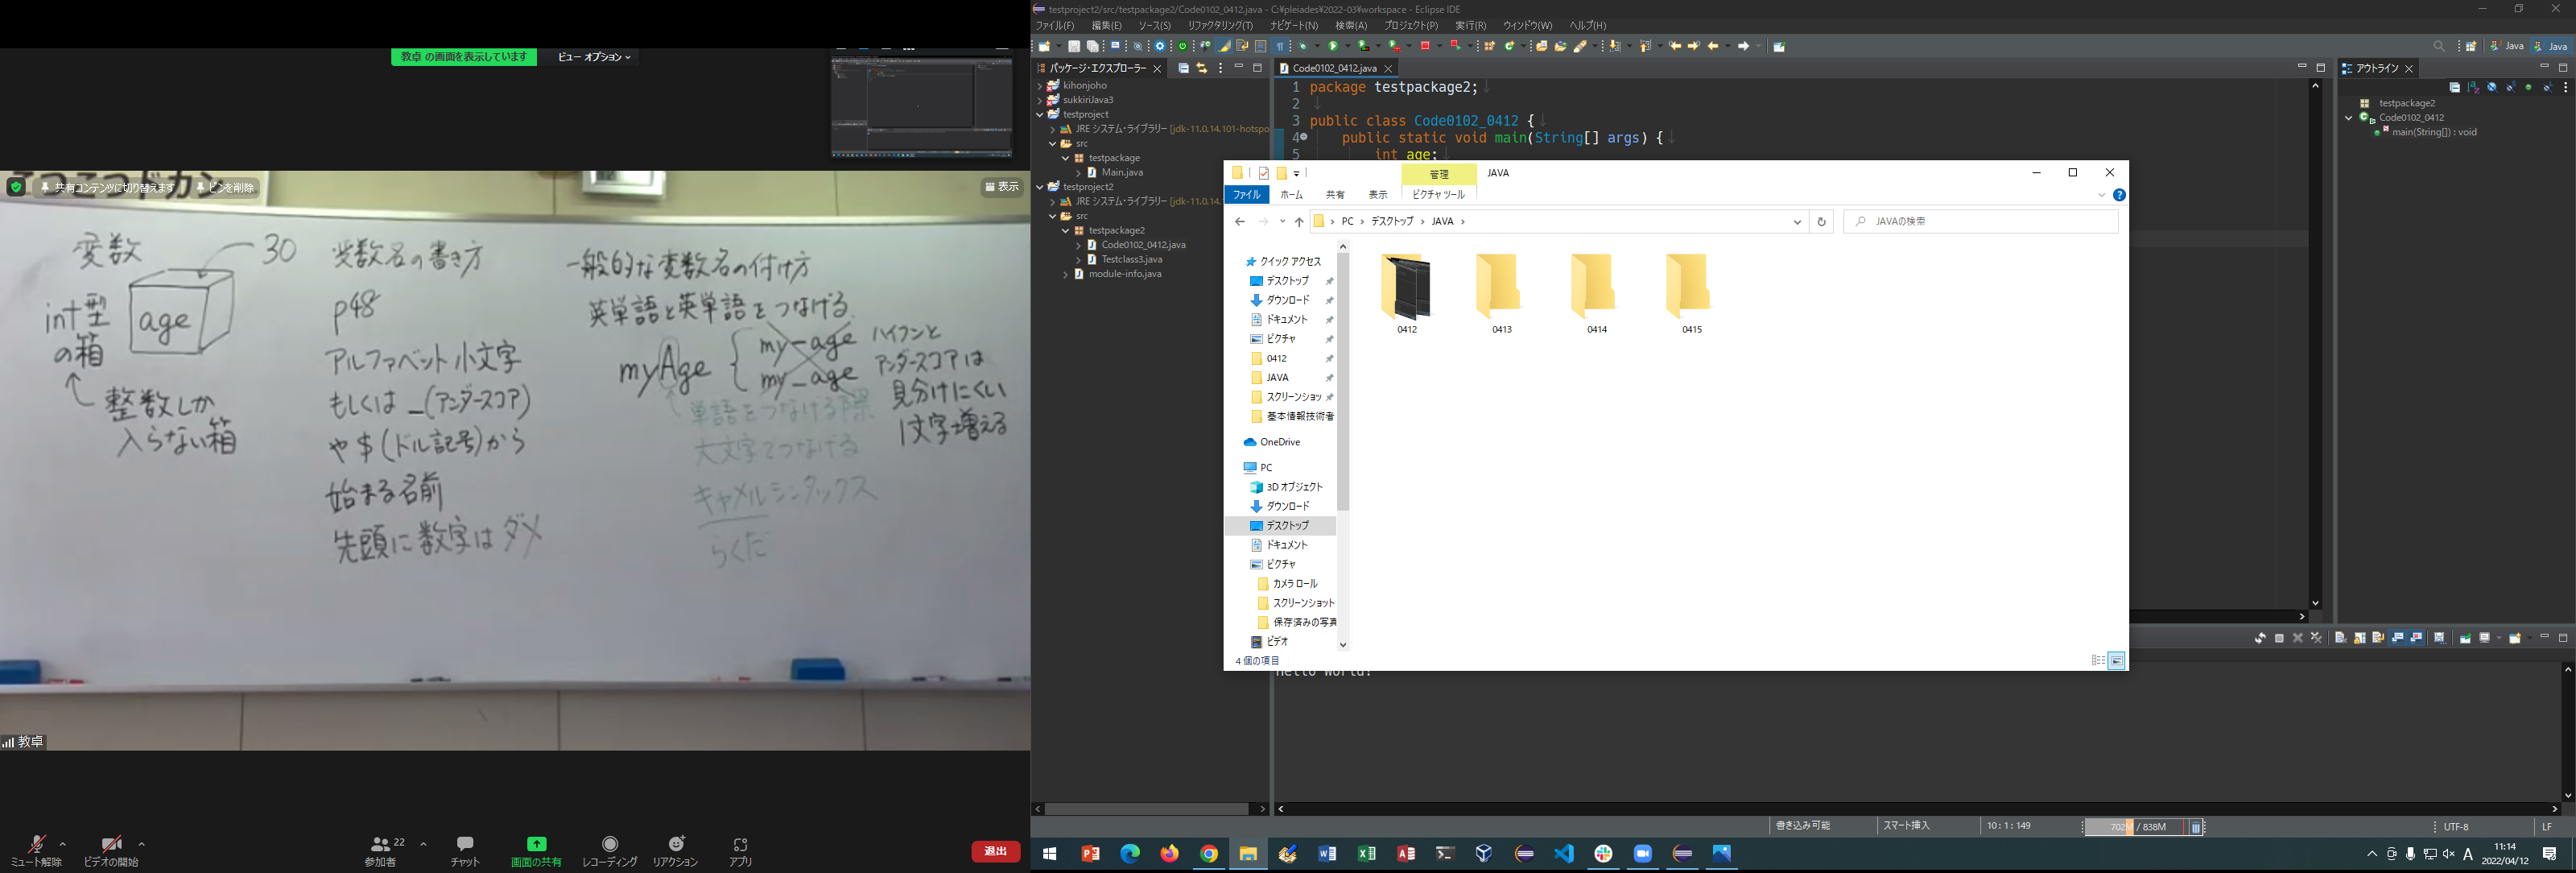 教卓 の画面を表示しています
ビュー オプション
共有コンテンツに切り替えます
ピンを削除
表示
変数
30
age
int型
の箱
整数しか
入らない箱
変数名の書き方
p48
アルファベット小文字
もしくは _(アンダースコア)
や $(ドル記号)から
始まる名前
先頭に数字はダメ
一般的な変数名の付け方
英単語と英単語をつなげる
myAge
my-age
my_age
ハイフンと
アンダースコアは
見分けにくい
1文字増える
単語をつなげる際
大文字でつなげる
キャメルシンタックス
らくだ
教卓
ミュート解除
ビデオの開始
参加者
22
チャット
画面の共有
レコーディング
リアクション
アプリ
退出
testproject2/src/testpackage2/Code0102_0412.java - C:¥pleiades¥2022-03¥workspace - Eclipse IDE
ファイル(F) 編集(E) ソース(S) リファクタリング(T) ナビゲート(N) 検索(A) プロジェクト(P) 実行(R) ウィンドウ(W) ヘルプ(H)
Java
Java
パッケージ・エクスプローラー
kihonjoho
sukkiriJava3
testproject
JRE システム・ライブラリー [jdk-11.0.14.101-hotspo
src
testpackage
Main.java
testproject2
JRE システム・ライブラリー [jdk-11.0.14.1
src
testpackage2
Code0102_0412.java
Testclass3.java
module-info.java
Code0102_0412.java
1 package testpackage2;
2
3 public class Code0102_0412 {
4 public static void main(String[] args) {
5 int age;
アウトライン
testpackage2
Code0102_0412
main(String[]) : void
管理
JAVA
ファイル
ホーム
共有
表示
ピクチャ ツール
PC
デスクトップ
JAVA
JAVAの検索
クイック アクセス
デスクトップ
ダウンロード
ドキュメント
ピクチャ
0412
JAVA
スクリーンショッ
基本情報技術者
OneDrive
PC
3D オブジェクト
ダウンロード
デスクトップ
ドキュメント
ピクチャ
カメラ ロール
スクリーンショット
保存済みの写真
ビデオ
0412
0413
0414
0415
4 個の項目
Hello World!
書き込み可能
スマート挿入
10 : 1 : 149
702M / 838M
UTF-8
LF
A
11:14
2022/04/12